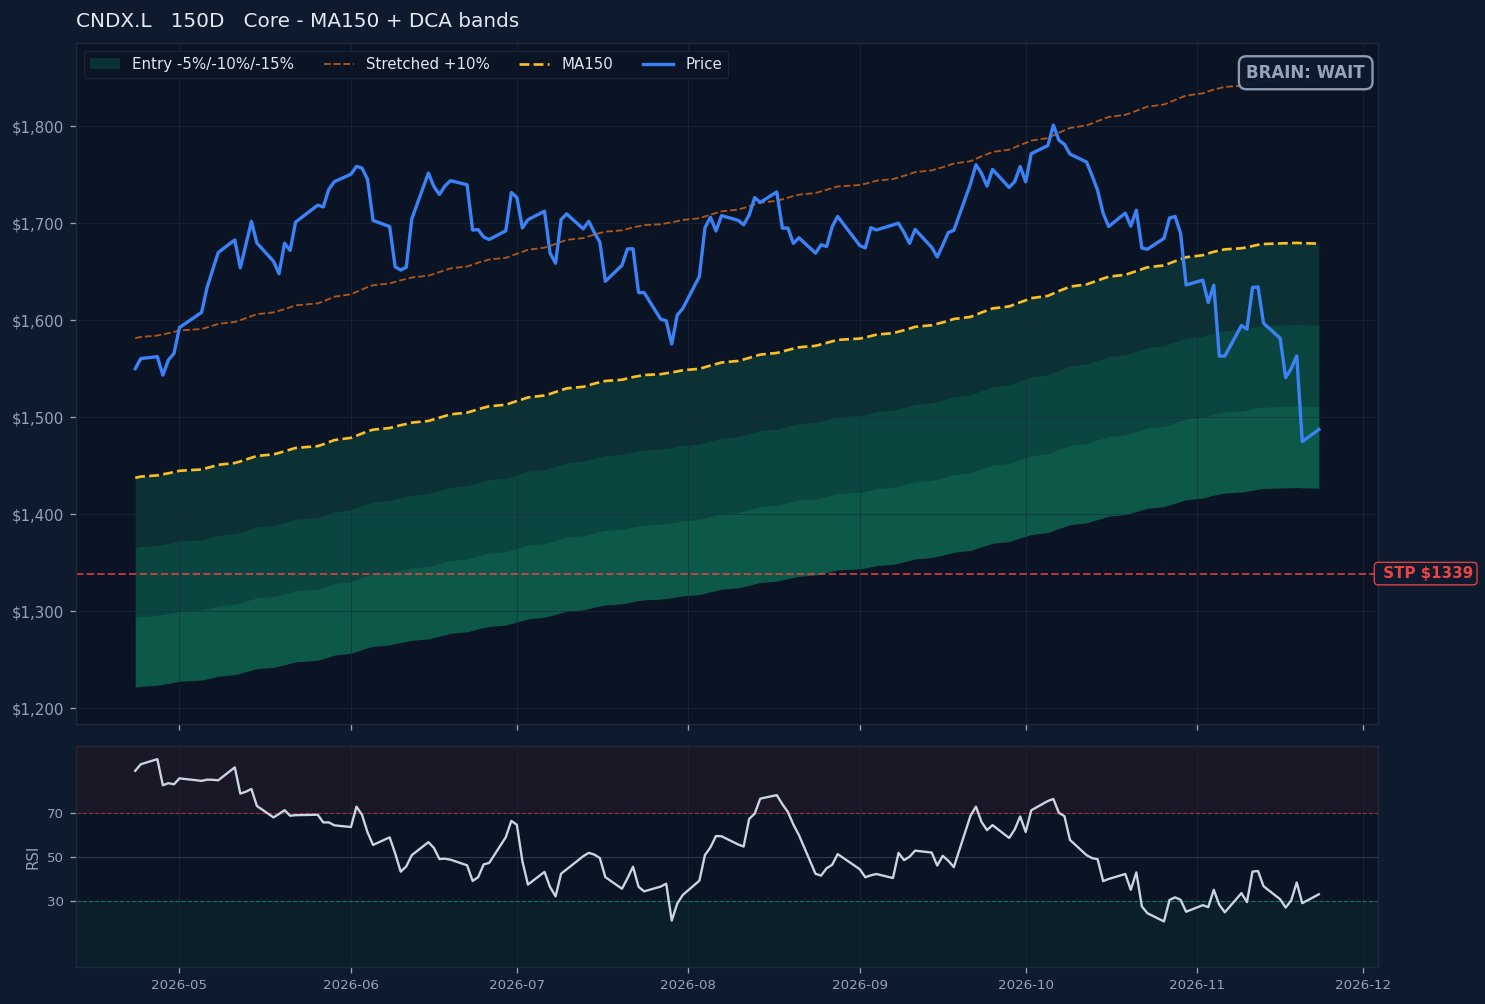 CNDX.L   150D   Core - MA150 + DCA bands
Entry -5%/-10%/-15%   Stretched +10%   MA150   Price
BRAIN: WAIT
$1,800
$1,700
$1,600
$1,500
$1,400
$1,300
$1,200
STP $1339
RSI
70
50
30
2026-05   2026-06   2026-07   2026-08   2026-09   2026-10   2026-11   2026-12